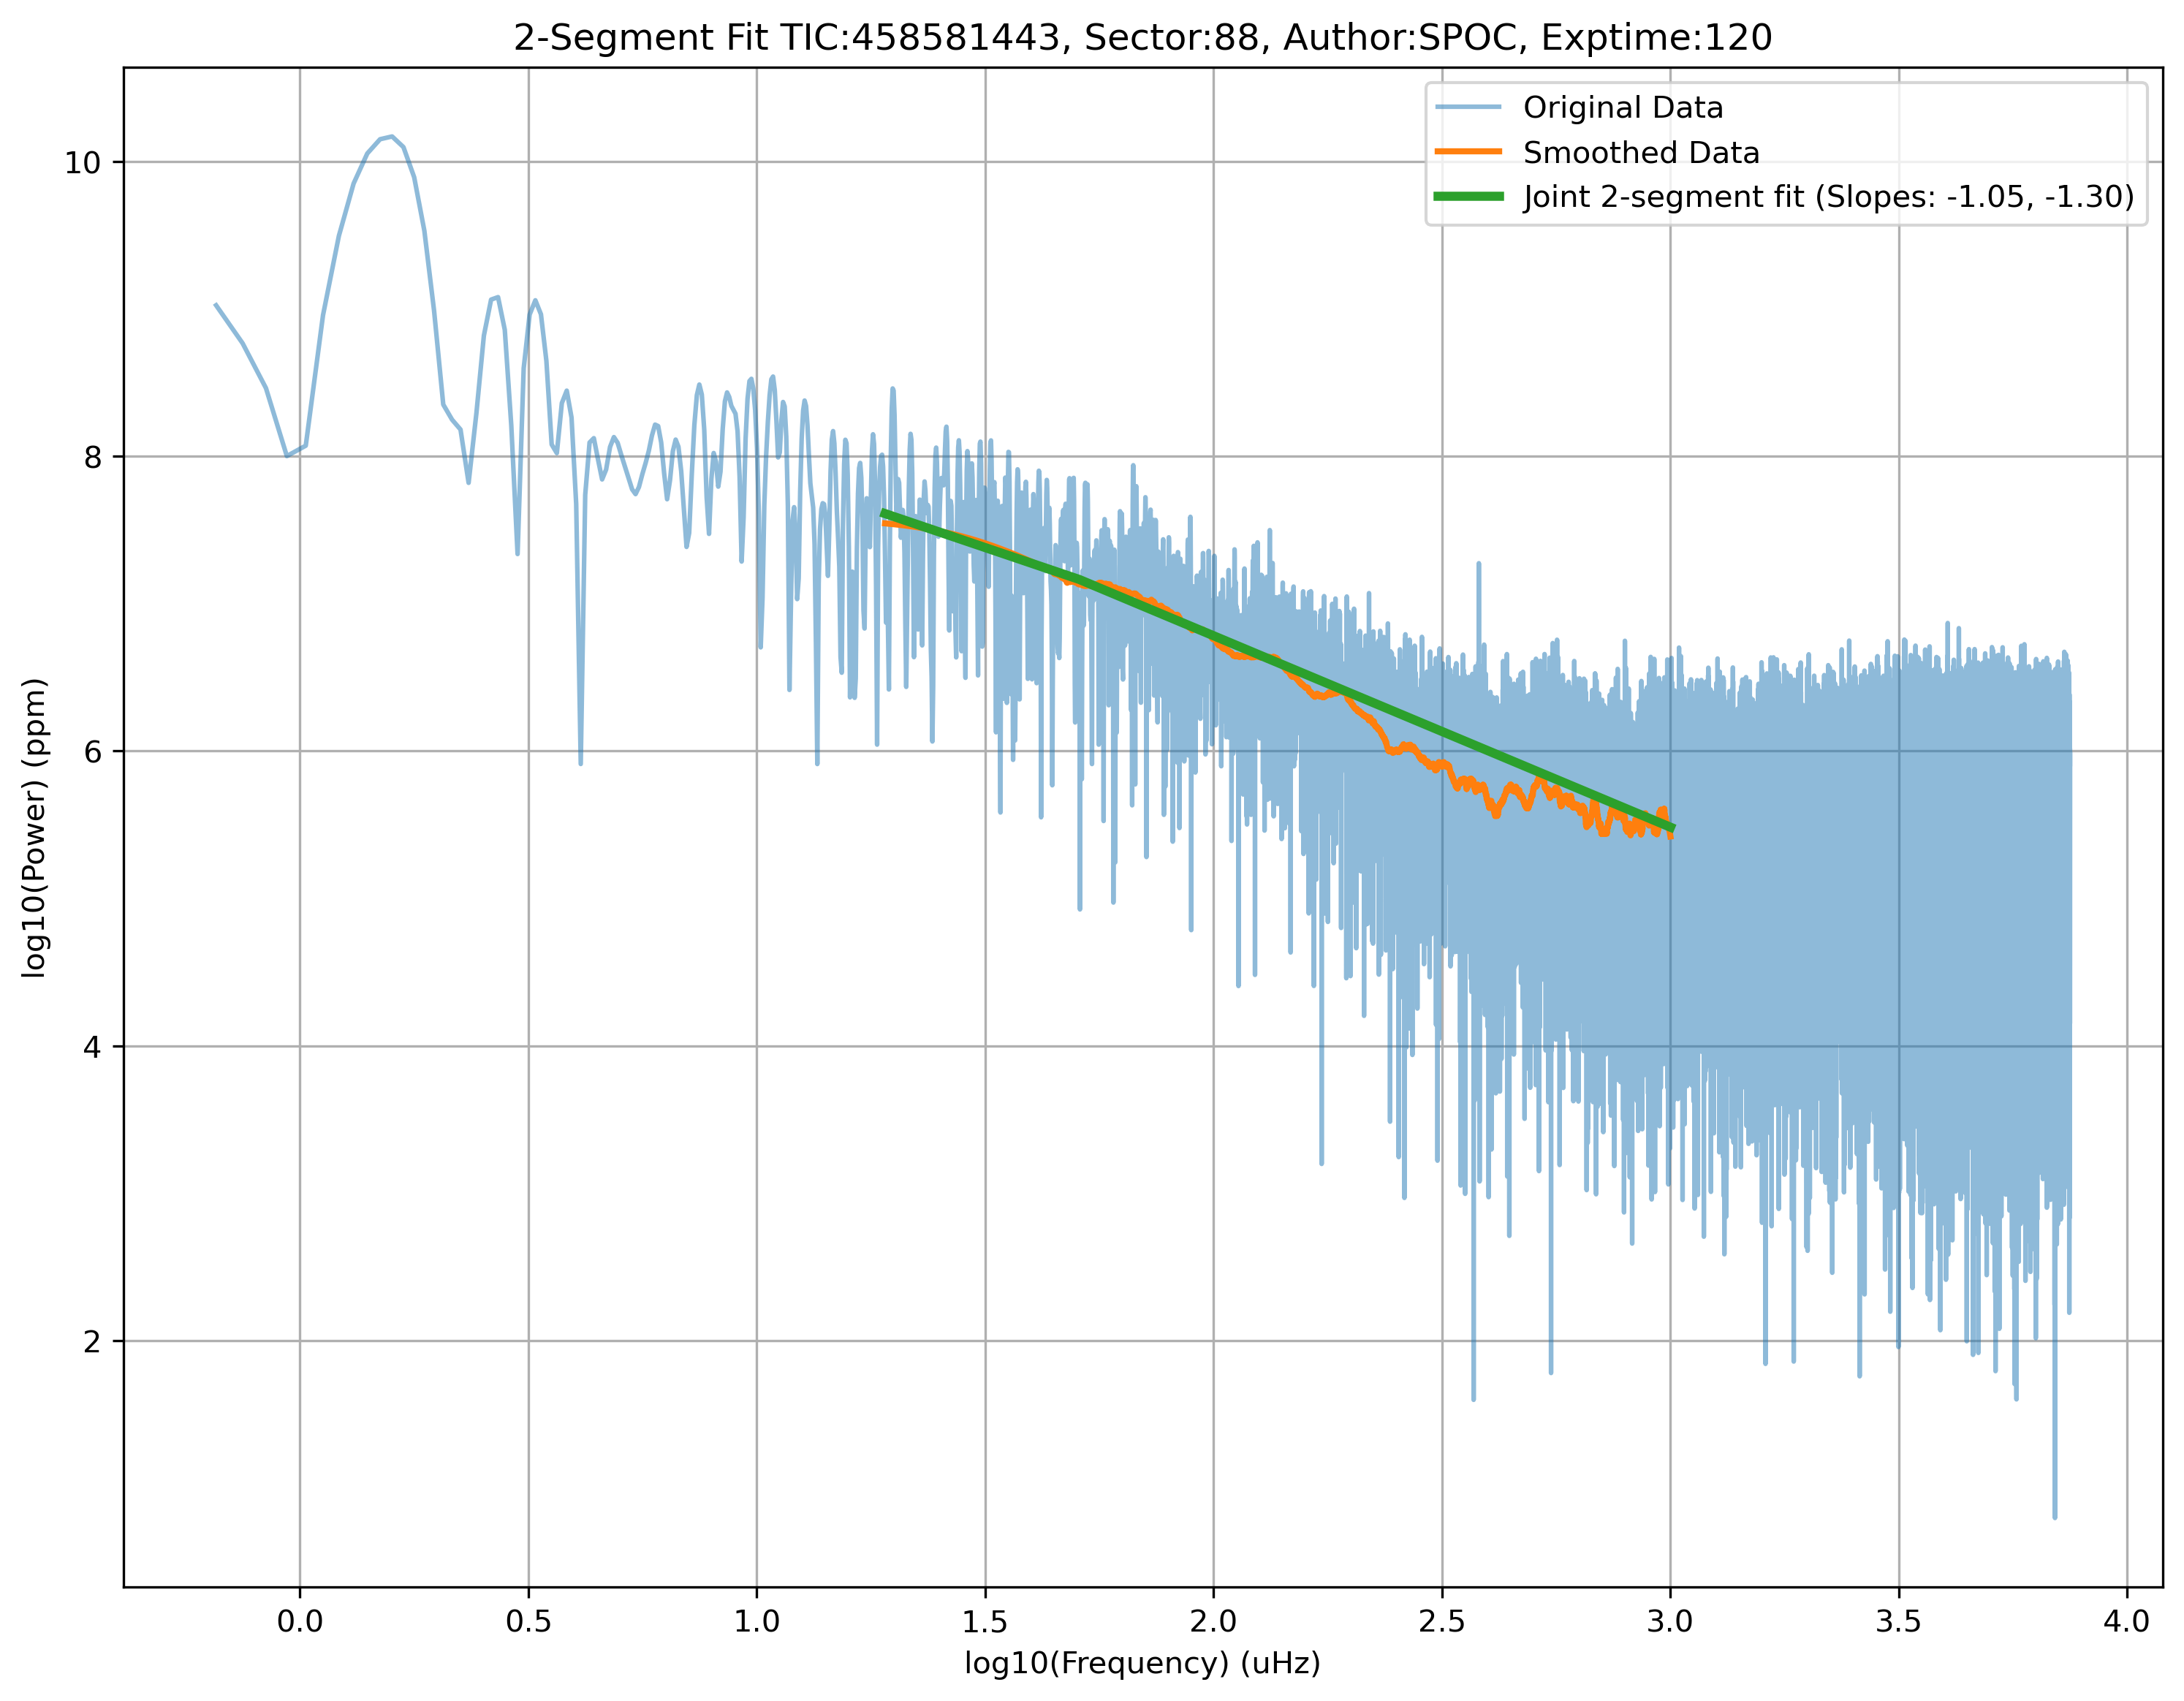 2-Segment Fit TIC:458581443, Sector:88, Author:SPOC, Exptime:120
Original Data
Smoothed Data
Joint 2-segment fit (Slopes: -1.05, -1.30)
10
8
6
4
2
log10(Power) (ppm)
0.0 0.5 1.0 1.5 2.0 2.5 3.0 3.5 4.0
log10(Frequency) (uHz)